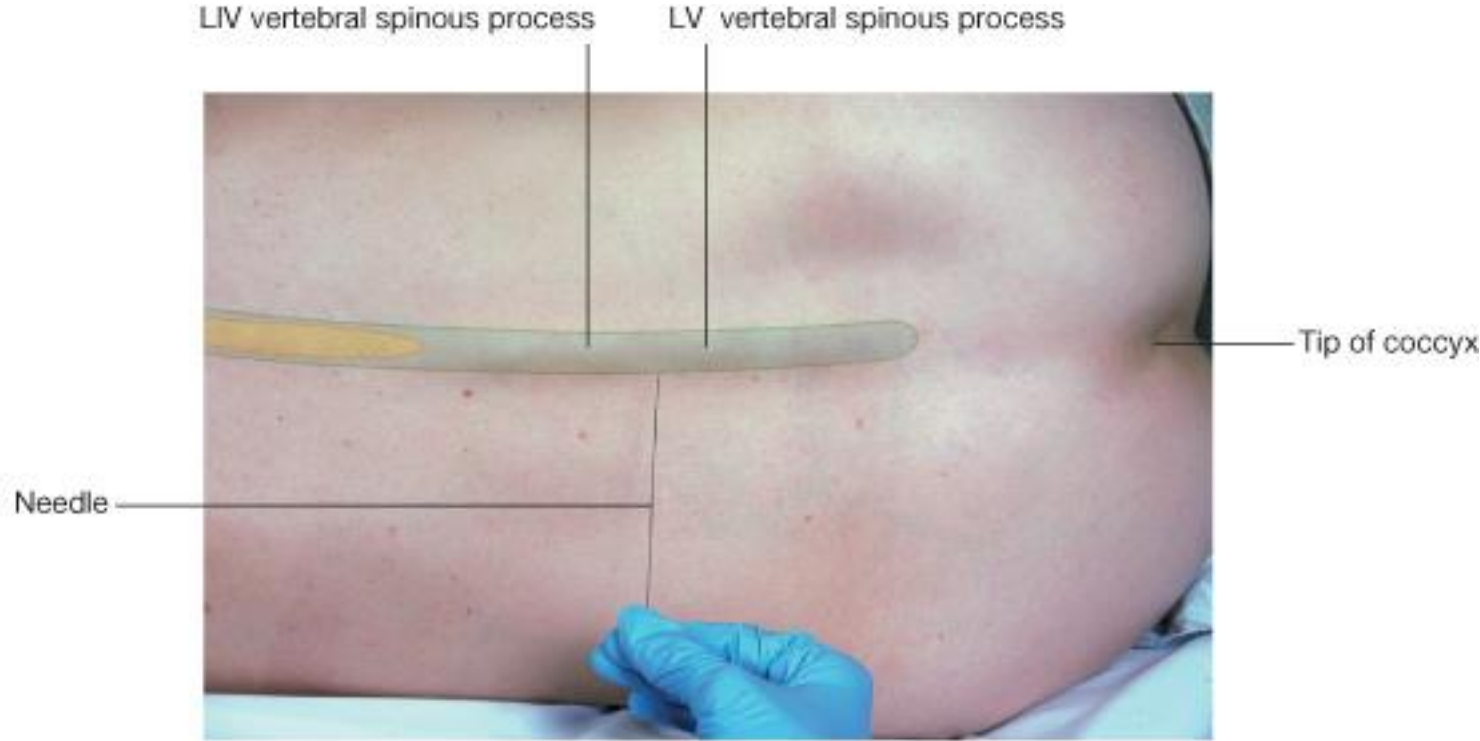 LIV vertebral spinous process
LV vertebral spinous process
Tip of coccyx
Needle